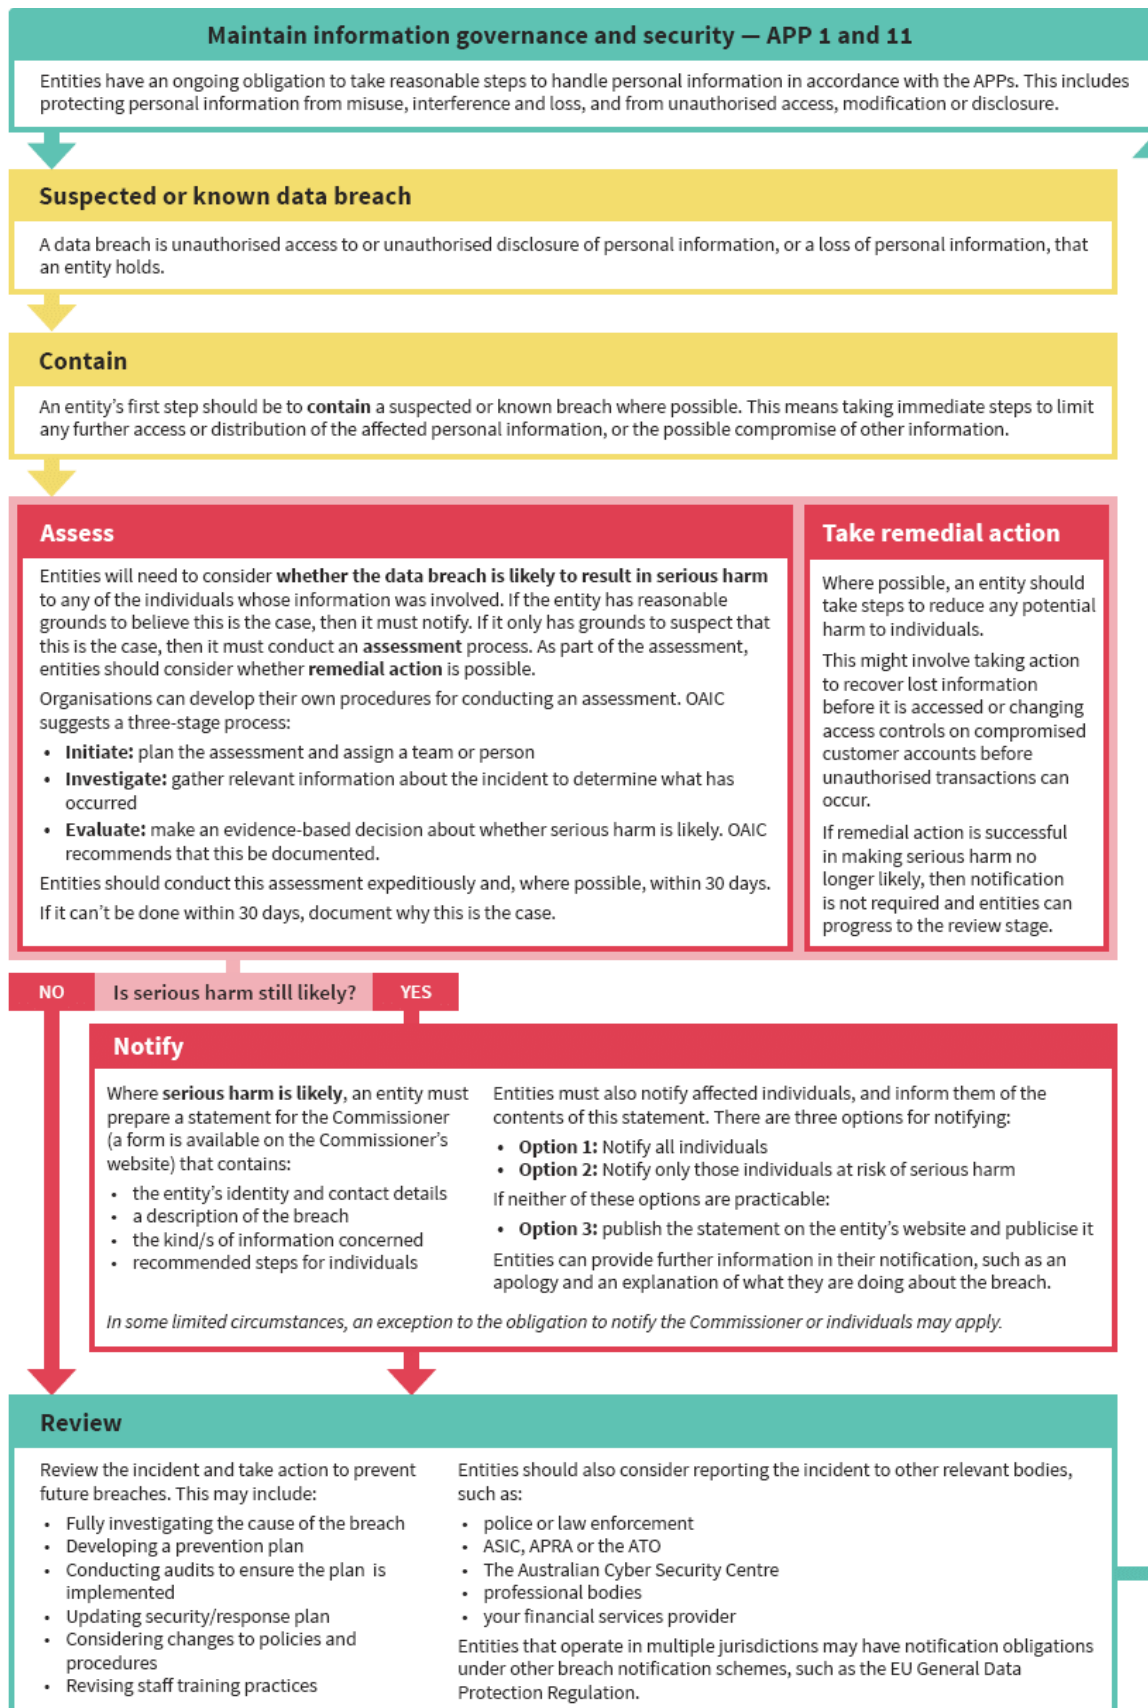 Maintain information governance and security — APP 1 and 11
Entities have an ongoing obligation to take reasonable steps to handle personal information in accordance with the APPs. This includes
protecting personal information from misuse, interference and loss, and from unauthorised access, modification or disclosure.
Suspected or known data breach
A data breach is unauthorised access to or unauthorised disclosure of personal information, or a loss of personal information, that
an entity holds.
Contain
An entity’s first step should be to contain a suspected or known breach where possible. This means taking immediate steps to limit
any further access or distribution of the affected personal information, or the possible compromise of other information.
Assess
Entities will need to consider whether the data breach is likely to result in serious harm
to any of the individuals whose information was involved. If the entity has reasonable
grounds to believe this is the case, then it must notify. If it only has grounds to suspect that
this is the case, then it must conduct an assessment process. As part of the assessment,
entities should consider whether remedial action is possible.
Organisations can develop their own procedures for conducting an assessment. OAIC
suggests a three-stage process:
• Initiate: plan the assessment and assign a team or person
• Investigate: gather relevant information about the incident to determine what has
occurred
• Evaluate: make an evidence-based decision about whether serious harm is likely. OAIC
recommends that this be documented.
Entities should conduct this assessment expeditiously and, where possible, within 30 days.
If it can’t be done within 30 days, document why this is the case.
Take remedial action
Where possible, an entity should
take steps to reduce any potential
harm to individuals.
This might involve taking action
to recover lost information
before it is accessed or changing
access controls on compromised
customer accounts before
unauthorised transactions can
occur.
If remedial action is successful
in making serious harm no
longer likely, then notification
is not required and entities can
progress to the review stage.
NO Is serious harm still likely? YES
Notify
Where serious harm is likely, an entity must
prepare a statement for the Commissioner
(a form is available on the Commissioner’s
website) that contains:
• the entity’s identity and contact details
• a description of the breach
• the kind/s of information concerned
• recommended steps for individuals
Entities must also notify affected individuals, and inform them of the
contents of this statement. There are three options for notifying:
• Option 1: Notify all individuals
• Option 2: Notify only those individuals at risk of serious harm
If neither of these options are practicable:
• Option 3: publish the statement on the entity’s website and publicise it
Entities can provide further information in their notification, such as an
apology and an explanation of what they are doing about the breach.
In some limited circumstances, an exception to the obligation to notify the Commissioner or individuals may apply.
Review
Review the incident and take action to prevent
future breaches. This may include:
• Fully investigating the cause of the breach
• Developing a prevention plan
• Conducting audits to ensure the plan is
implemented
• Updating security/response plan
• Considering changes to policies and
procedures
• Revising staff training practices
Entities should also consider reporting the incident to other relevant bodies,
such as:
• police or law enforcement
• ASIC, APRA or the ATO
• The Australian Cyber Security Centre
• professional bodies
• your financial services provider
Entities that operate in multiple jurisdictions may have notification obligations
under other breach notification schemes, such as the EU General Data
Protection Regulation.